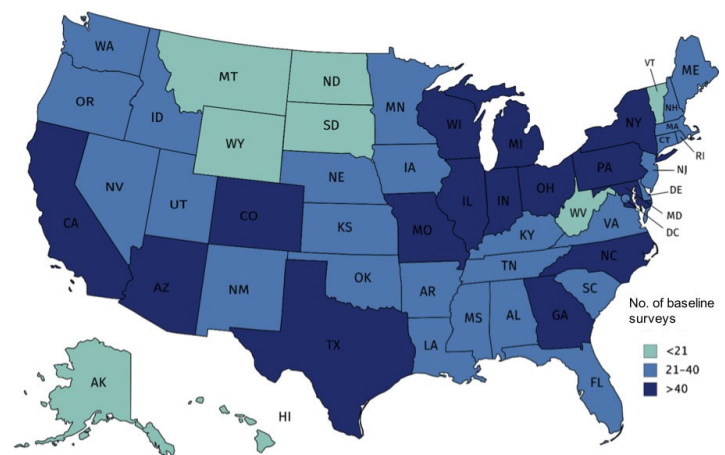 WA
MT
ND
MN
VT
ME
OR
ID
WY
SD
WI
MI
NY
NH
MA
CT
RI
NV
UT
CO
NE
IA
IL
IN
OH
PA
NJ
DE
MD
DC
CA
KS
MO
KY
WV
VA
AZ
NM
OK
AR
TN
NC
SC
TX
LA
MS
AL
GA
FL
AK
HI
No. of baseline
surveys
<21
21–40
>40